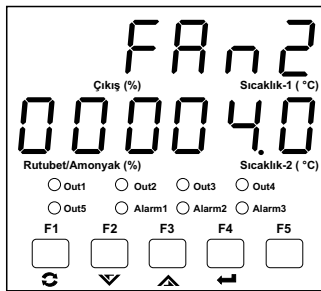 FAn2
Çıkış (%) Sıcaklık-1 ( °C)
00004.0
Rutubet/Amonyak (%) Sıcaklık-2 ( °C)
Out1 Out2 Out3 Out4
Out5 Alarm1 Alarm2 Alarm3
F1 F2 F3 F4 F5